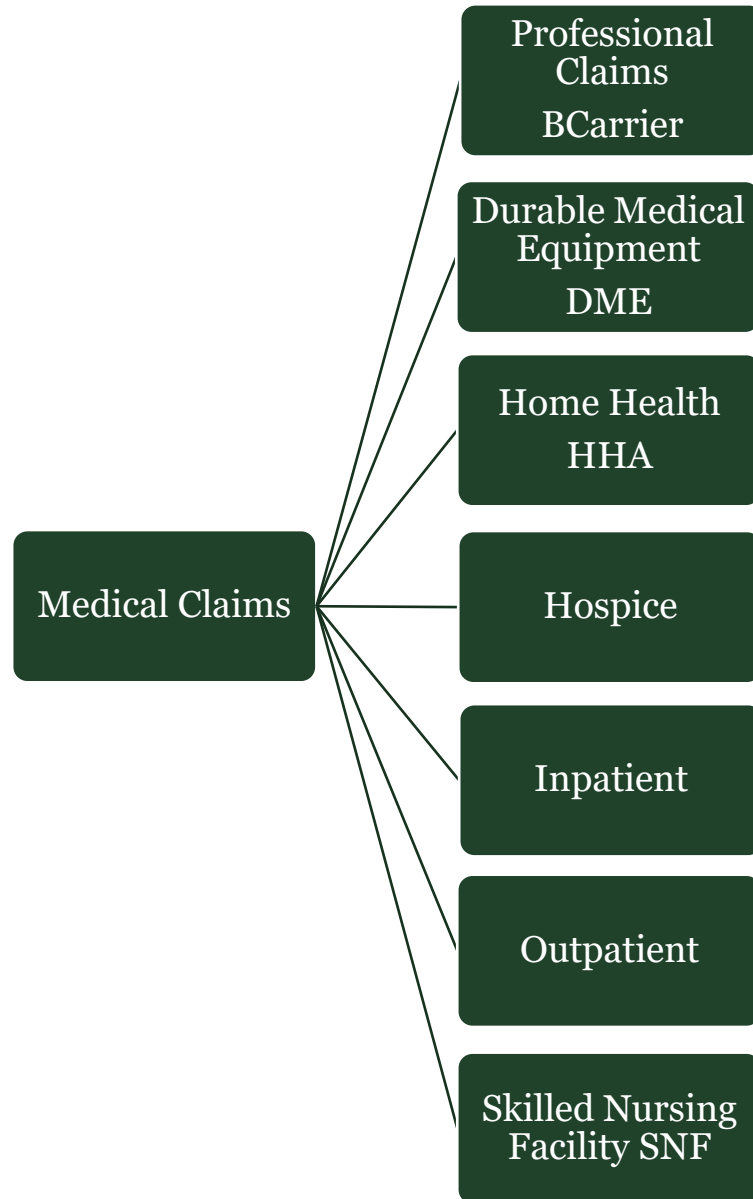 Professional
Claims
BCarrier
Durable Medical
Equipment
DME
Home Health
HHA
Medical Claims
Hospice
Inpatient
Outpatient
Skilled Nursing
Facility SNF